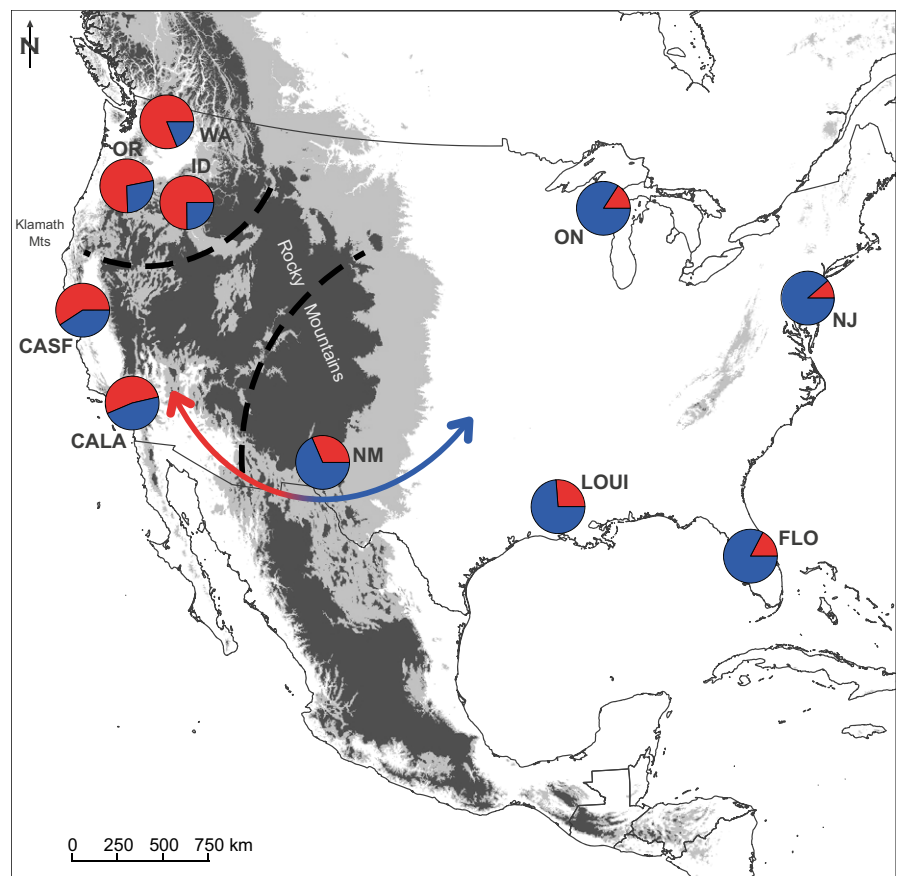 N
WA
OR
ID
Klamath
Mts
Rocky
Mountains
ON
NJ
CASF
CALA
NM
LOUI
FLO
0 250 500 750 km